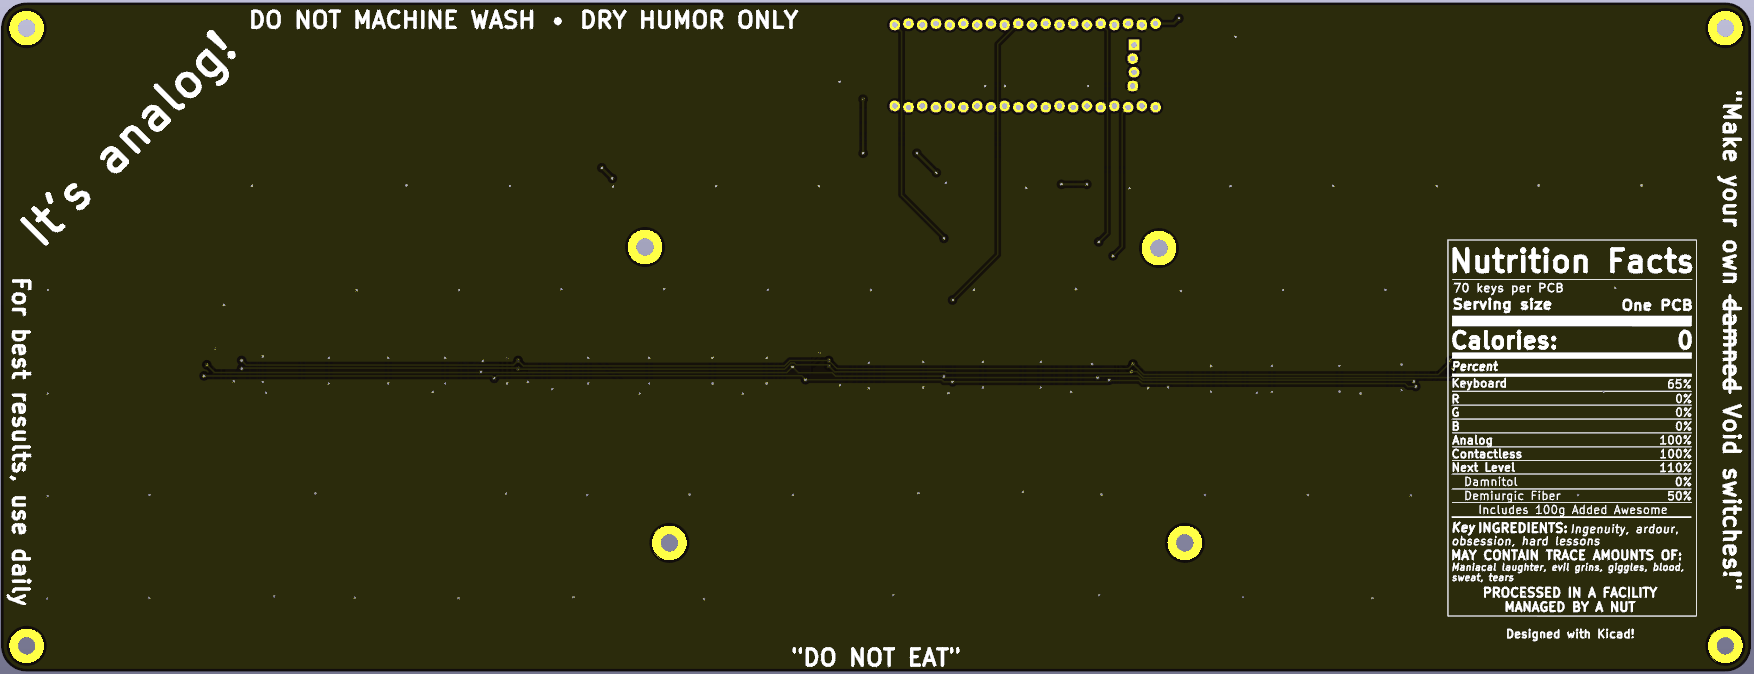 DO NOT MACHINE WASH • DRY HUMOR ONLY
It's analog!
For best results, use daily
"Make your own damned Void switches!"
Nutrition Facts
70 keys per PCB
Serving size One PCB
Calories: 0
Percent
Keyboard 65%
R 0%
G 0%
B 0%
Analog 100%
Contactless 100%
Next Level 110%
Damnitol 0%
Demiurgic Fiber 50%
Includes 100g Added Awesome
Key INGREDIENTS: Ingenuity, ardour,
obsession, hard lessons
MAY CONTAIN TRACE AMOUNTS OF:
Maniacal laughter, evil grins, giggles, blood,
sweat, tears
PROCESSED IN A FACILITY
MANAGED BY A NUT
Designed with Kicad!
"DO NOT EAT"